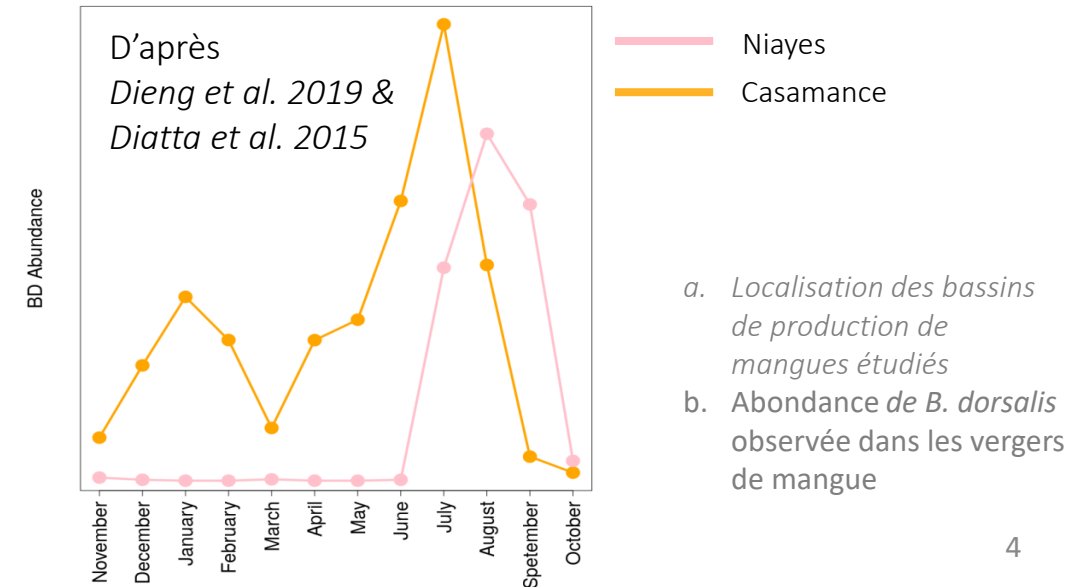 D'après
Dieng et al. 2019 &
Diatta et al. 2015
Niayes
Casamance
BD Abundance
November
December
January
February
March
April
May
June
July
August
Spetember
October
a. Localisation des bassins
de production de
mangues étudiés
b. Abondance de B. dorsalis
observée dans les vergers
de mangue
4